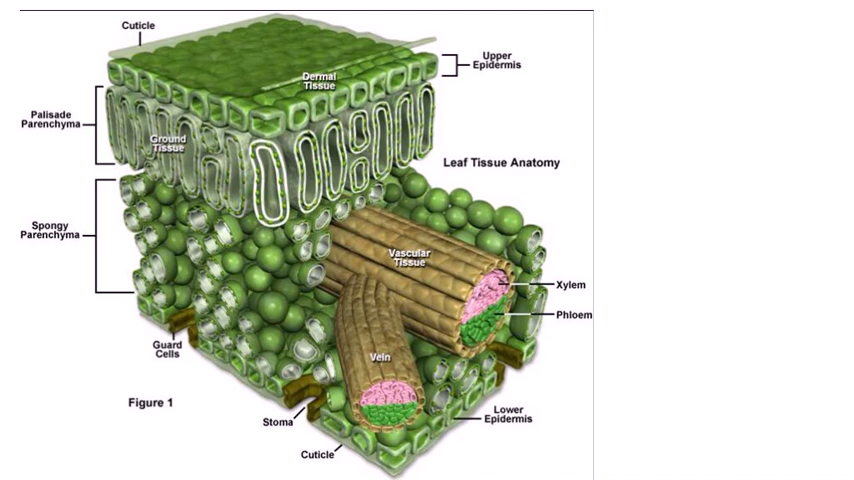 Cuticle
Upper
Epidermis
Dermal
Tissue
Palisade
Parenchyma
Ground
Tissue
Leaf Tissue Anatomy
Spongy
Parenchyma
Vascular
Tissue
Xylem
Phloem
Guard
Cells
Vein
Figure 1
Stoma
Lower
Epidermis
Cuticle